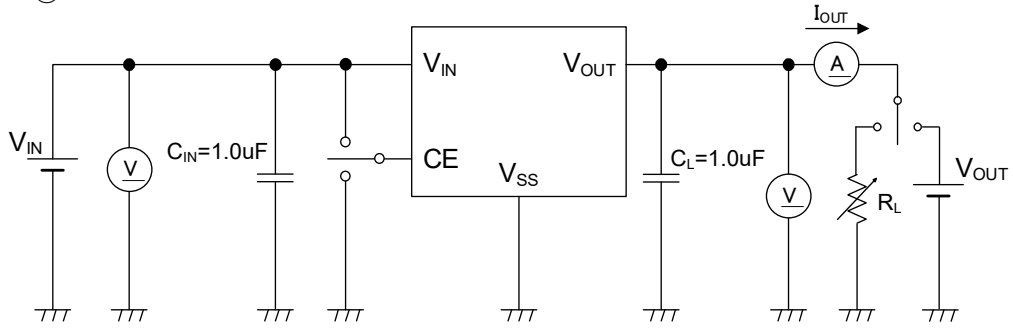 I_OUT
A
V_IN
V_OUT
V_IN
V
C_IN=1.0uF
CE
V_SS
C_L=1.0uF
V
R_L
V_OUT